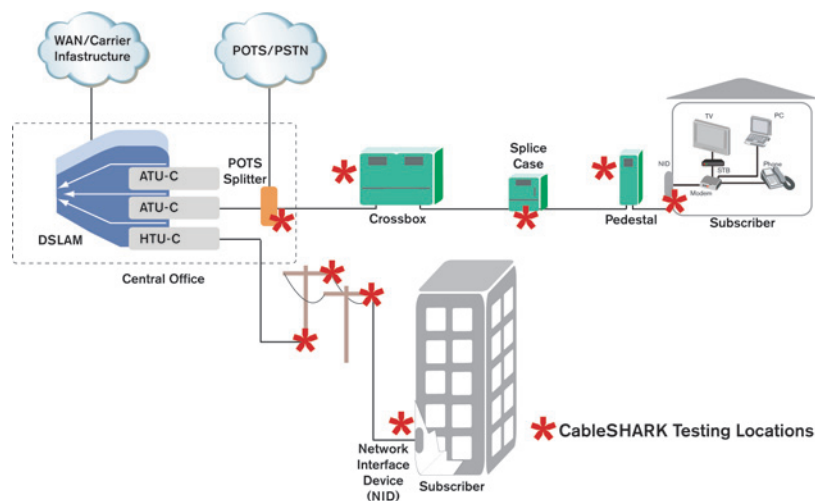 WAN/Carrier
Infastructure
POTS/PSTN
ATU-C
ATU-C
HTU-C
DSLAM
POTS
Splitter
Central Office
Crossbox
Splice
Case
Pedestal
TV
PC
NID
STB
Phone
Modem
Subscriber
Network
Interface
Device
(NID)
Subscriber
CableSHARK Testing Locations